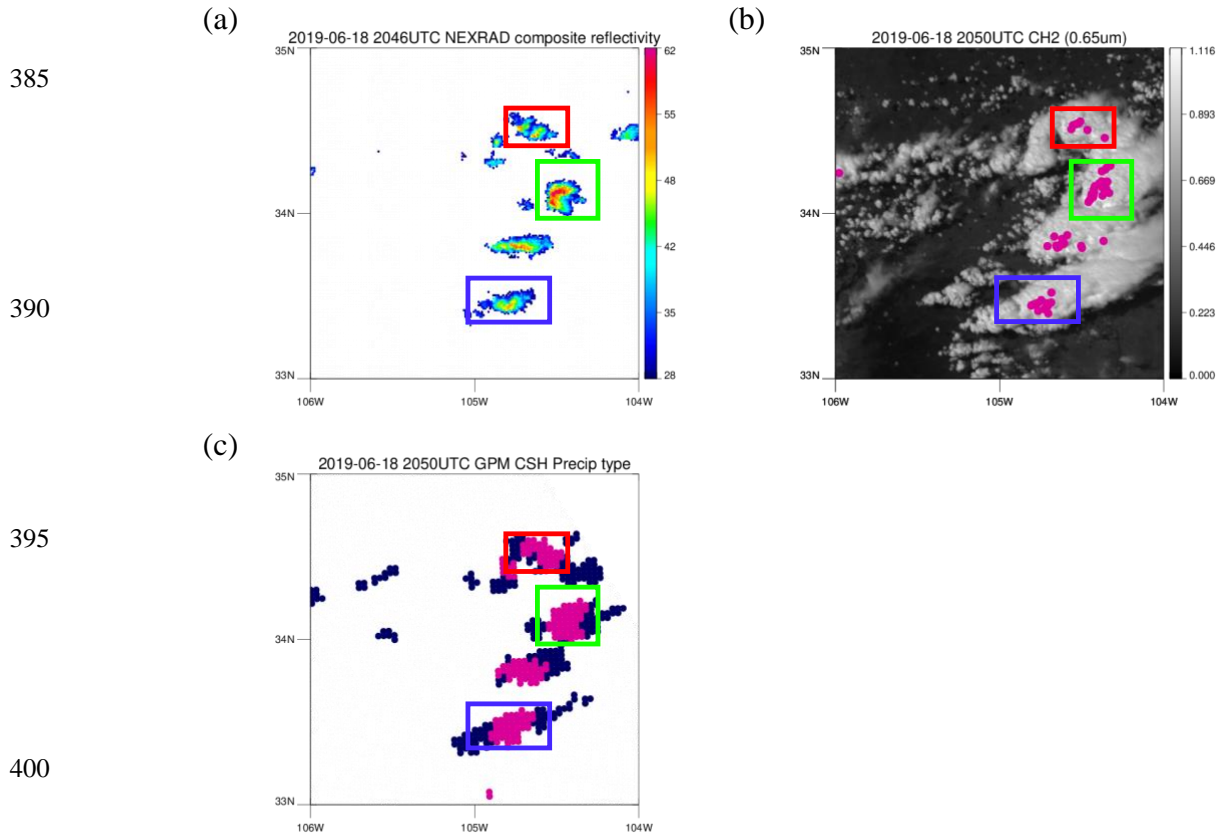 (a)
2019-06-18 2046UTC NEXRAD composite reflectivity
35N
34N
33N
106W
105W
104W
62
55
48
42
35
28
(b)
2019-06-18 2050UTC CH2 (0.65um)
35N
34N
33N
106W
105W
104W
1.116
0.893
0.669
0.446
0.223
0.000
385
390
(c)
2019-06-18 2050UTC GPM CSH Precip type
35N
34N
33N
106W
105W
104W
395
400